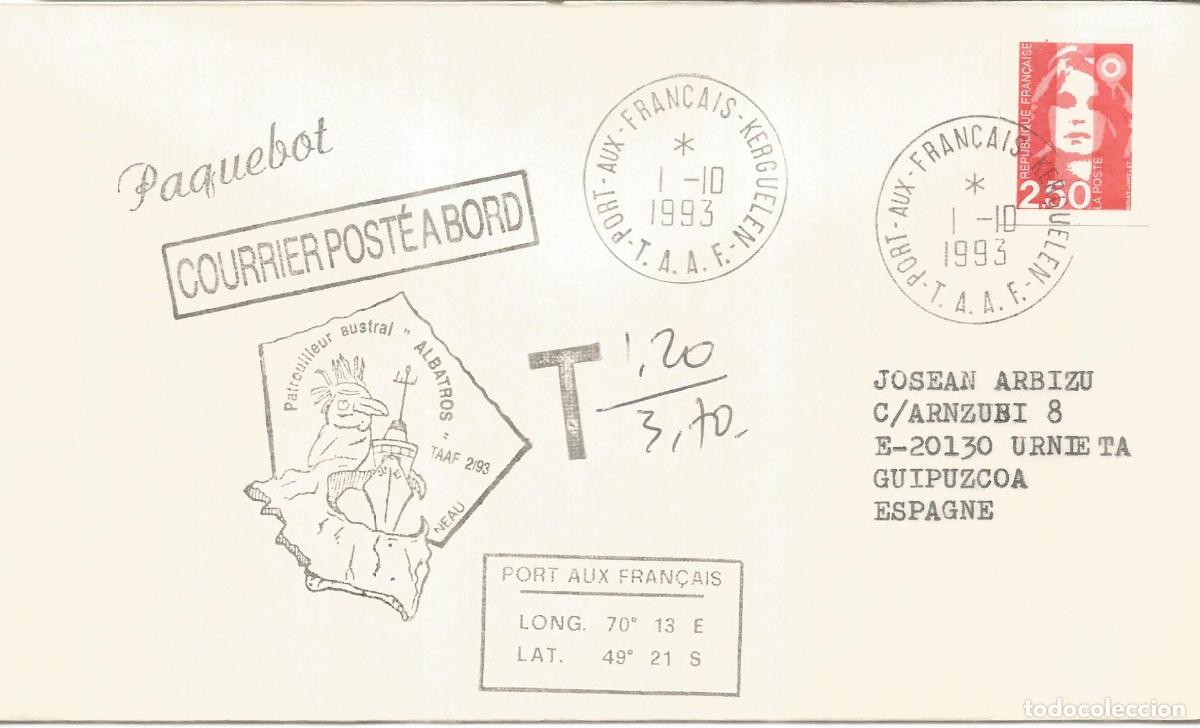 Paquebot
COURRIER POSTÉ A BORD
PORT-AUX-FRANÇAIS-KERGUELEN-T.A.A.F.-
*
1 -10
1993
PORT-AUX-FRANÇAIS-KERGUELEN-T.A.A.F.-
*
1 -10
1993
RÉPUBLIQUE FRANÇAISE
2,50
LA POSTE
Patrouilleur austral "ALBATROS"
TAAF 2/93
NEAU
T 1,20
3,70.
JOSEAN ARBIZU
C/ARNZUBI 8
E-20130 URNIETA
GUIPUZCOA
ESPAGNE
PORT AUX FRANÇAIS
LONG. 70° 13 E
LAT. 49° 21 S
todocoleccion